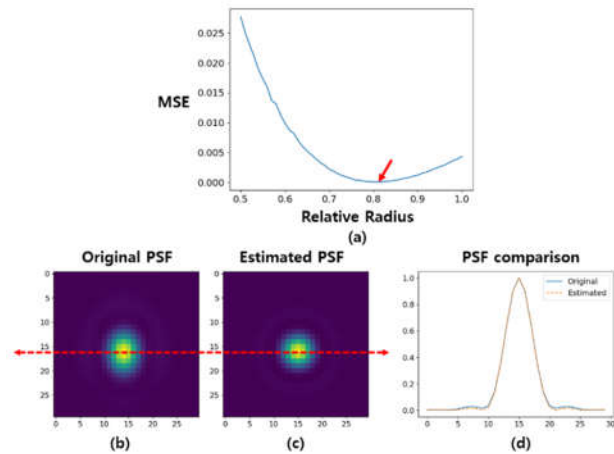 0.025
0.020
0.015
0.010
0.005
0.000
MSE
0.5 0.6 0.7 0.8 0.9 1.0
Relative Radius
(a)
Original PSF
Estimated PSF
PSF comparison
0
5
10
15
20
25
0 5 10 15 20 25
(b)
0
5
10
15
20
25
0 5 10 15 20 25
(c)
Original
Estimated
1.0
0.8
0.6
0.4
0.2
0.0
0 5 10 15 20 25 30
(d)